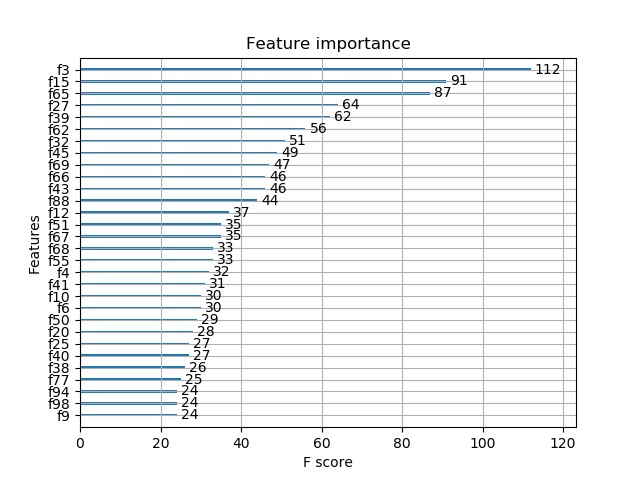 Feature importance
f3 112
f15 91
f65 87
f27 64
f39 62
f62 56
f32 51
f45 49
f69 47
f66 46
f43 46
f88 44
f12 37
f51 35
f67 35
f68 33
f55 33
f4 32
f41 31
f10 30
f6 30
f50 29
f20 28
f25 27
f40 27
f38 26
f77 25
f94 24
f98 24
f9 24
Features
0 20 40 60 80 100 120
F score